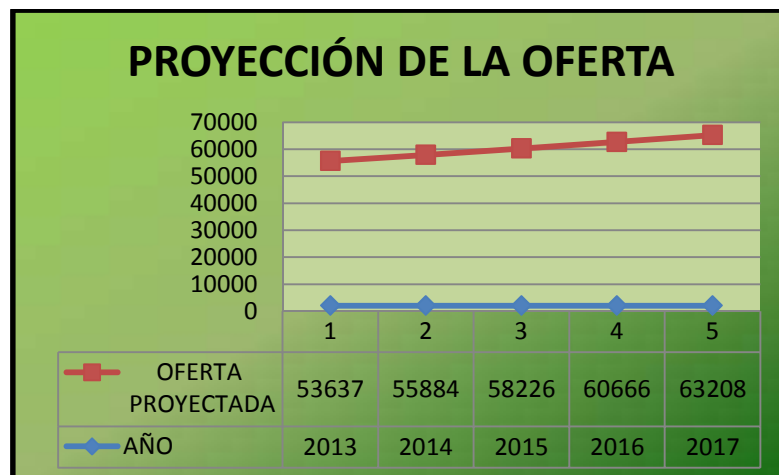 PROYECCIÓN DE LA OFERTA
70000
60000
50000
40000
30000
20000
10000
0
1 2 3 4 5
OFERTA
PROYECTADA 53637 55884 58226 60666 63208
AÑO 2013 2014 2015 2016 2017